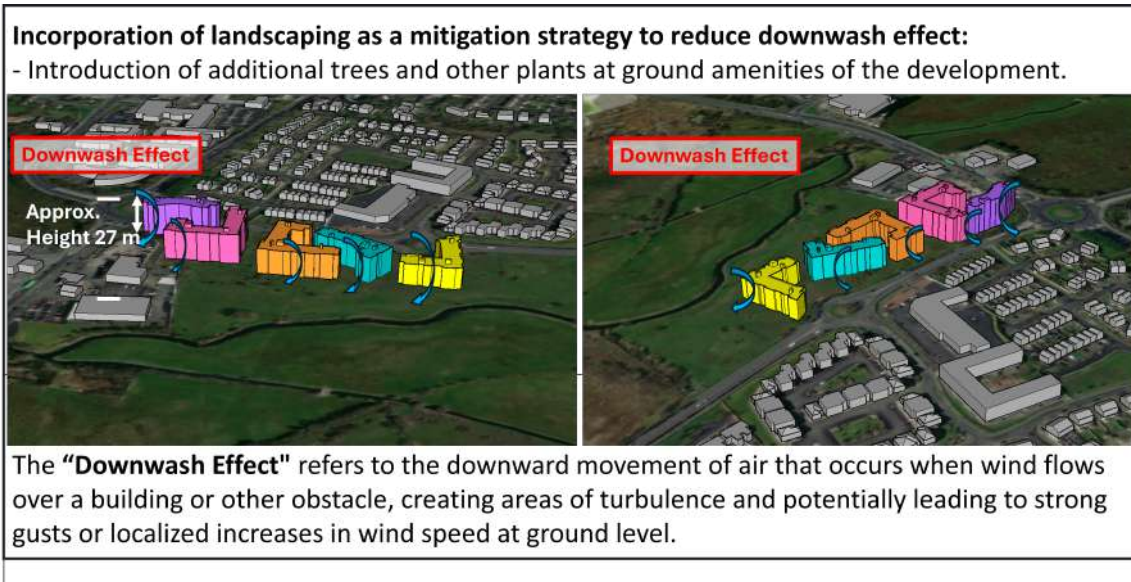 Incorporation of landscaping as a mitigation strategy to reduce downwash effect:
- Introduction of additional trees and other plants at ground amenities of the development.
Downwash Effect
Approx.
Height 27 m
Downwash Effect
The “Downwash Effect" refers to the downward movement of air that occurs when wind flows
over a building or other obstacle, creating areas of turbulence and potentially leading to strong
gusts or localized increases in wind speed at ground level.